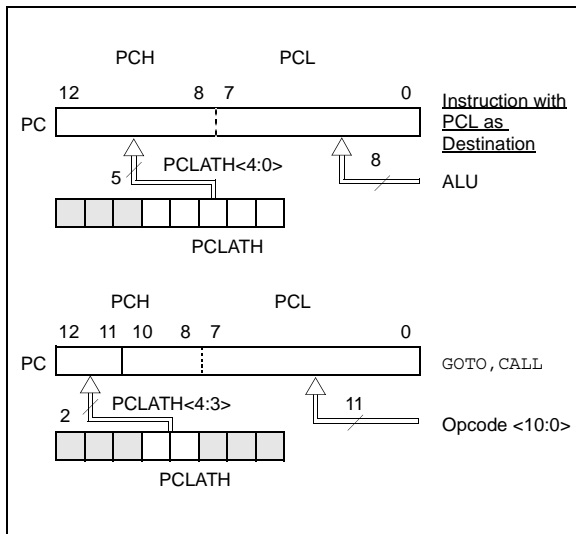 PCH PCL
12 8 7 0
PC
Instruction with
PCL as
Destination
PCLATH<4:0>
5
8
ALU
PCLATH
PCH PCL
12 11 10 8 7 0
PC
GOTO,CALL
PCLATH<4:3>
2
11
Opcode <10:0>
PCLATH